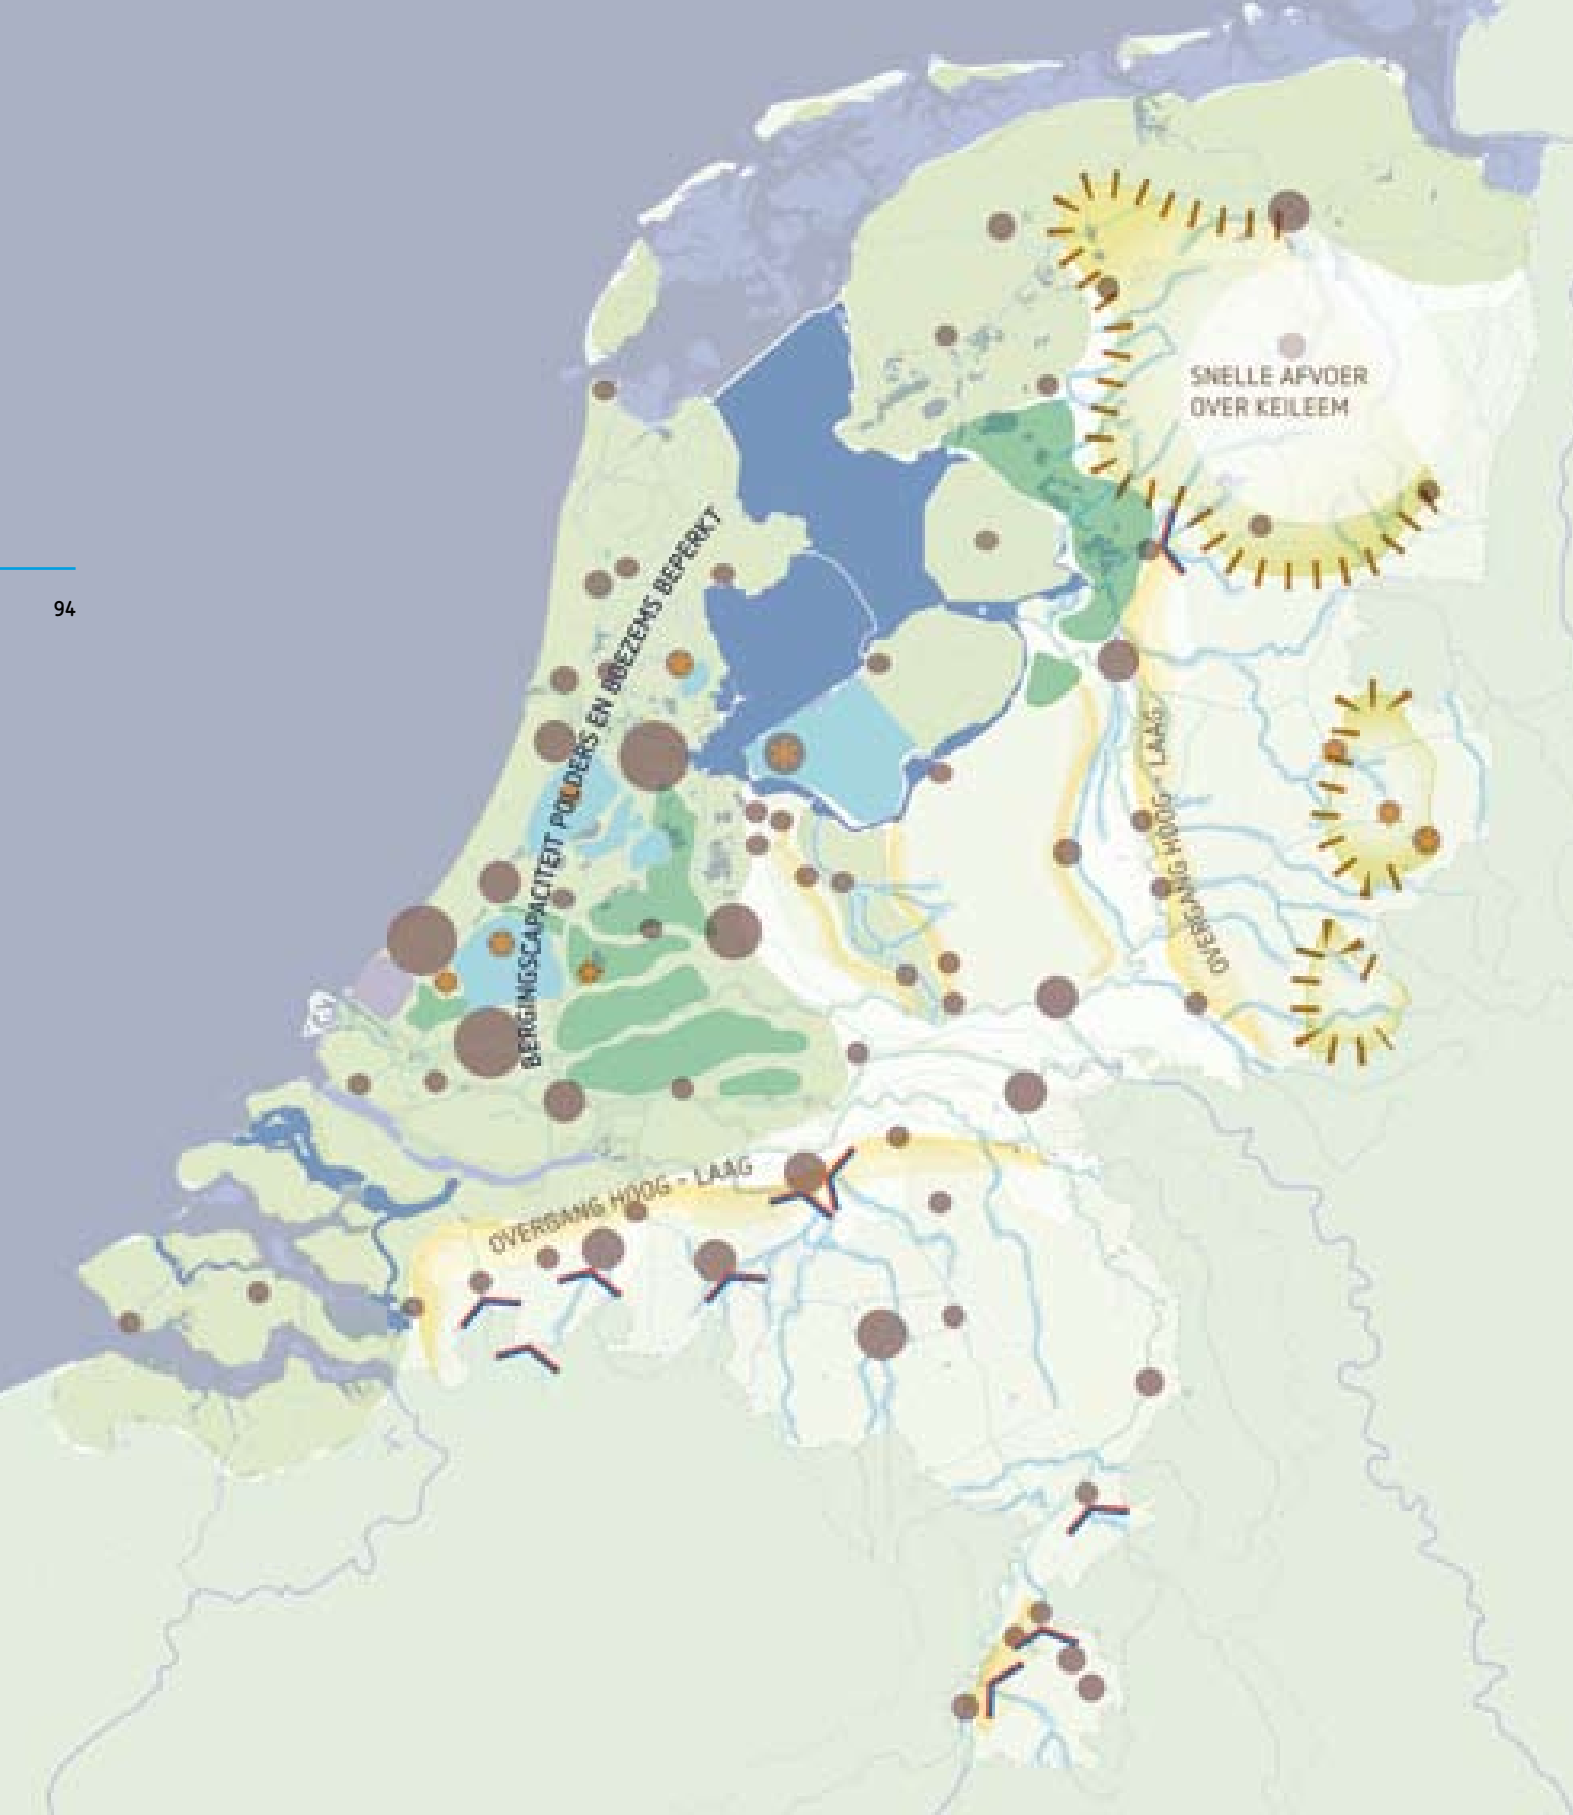 SNELLE AFVOER
OVER KEILEEM
94
BERGINGSCAPACITEIT POLDERS EN BOEZEMS BEPERKT
OVERGANG HOOG - LAAG
OVERGANG HOOG - LAAG